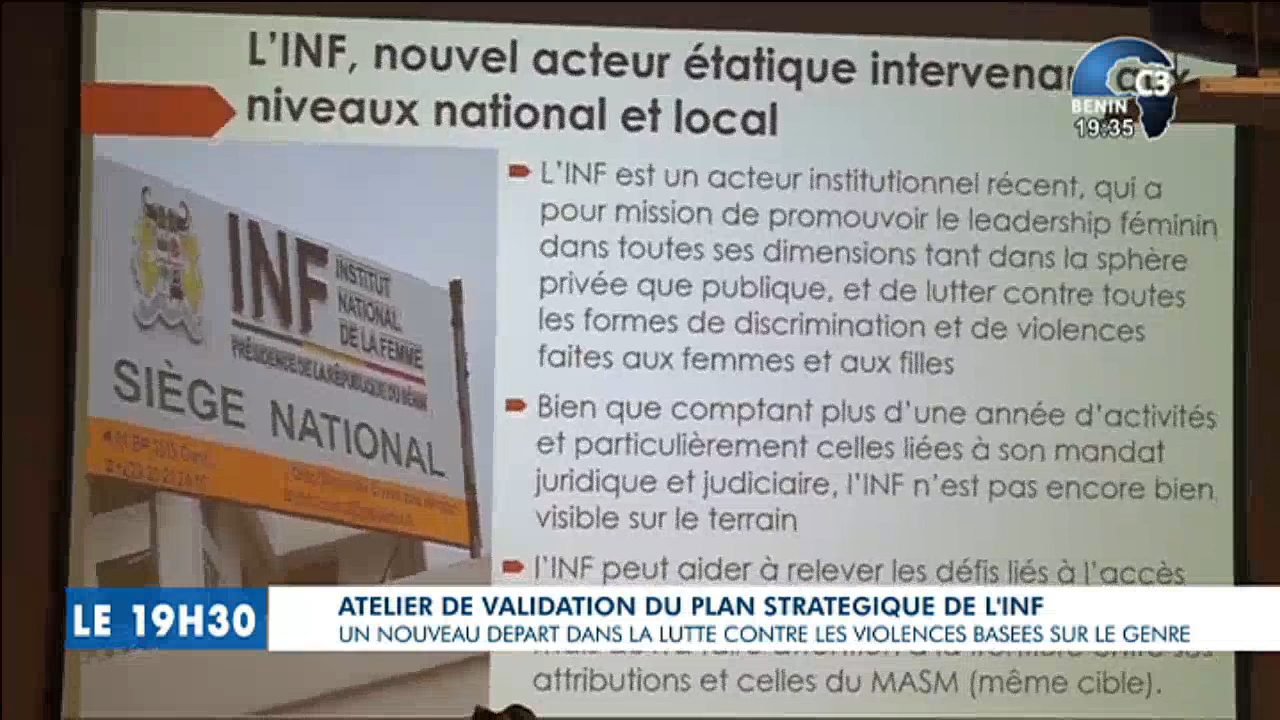 L'INF, nouvel acteur étatique intervenant aux
niveaux national et local
C3
BENIN
19:35
INF
INSTITUT
NATIONAL
DE LA FEMME
PRÉSIDENCE DE LA RÉPUBLIQUE DU BÉNIN
SIÈGE NATIONAL
L'INF est un acteur institutionnel récent, qui a
pour mission de promouvoir le leadership féminin
dans toutes ses dimensions tant dans la sphère
privée que publique, et de lutter contre toutes
les formes de discrimination et de violences
faites aux femmes et aux filles
Bien que comptant plus d'une année d'activités
et particulièrement celles liées à son mandat
juridique et judiciaire, l'INF n'est pas encore bien
visible sur le terrain
l'INF peut aider à relever les défis liés à l'accès
attributions et celles du MASM (même cible).
LE 19H30
ATELIER DE VALIDATION DU PLAN STRATEGIQUE DE L'INF
UN NOUVEAU DEPART DANS LA LUTTE CONTRE LES VIOLENCES BASEES SUR LE GENRE